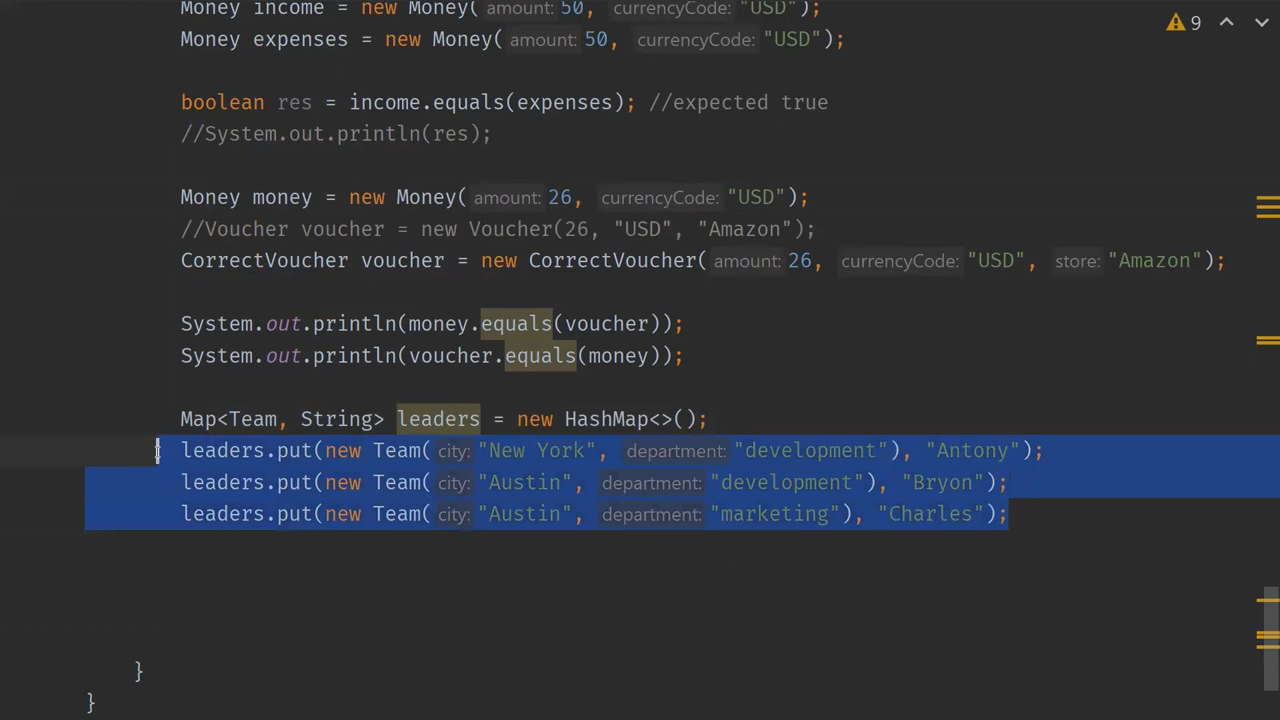 Money income = new Money( amount: 50, currencyCode: "USD");
Money expenses = new Money( amount: 50, currencyCode: "USD");
boolean res = income.equals(expenses); //expected true
//System.out.println(res);
Money money = new Money( amount: 26, currencyCode: "USD");
//Voucher voucher = new Voucher(26, "USD", "Amazon");
CorrectVoucher voucher = new CorrectVoucher( amount: 26, currencyCode: "USD", store: "Amazon");
System.out.println(money.equals(voucher));
System.out.println(voucher.equals(money));
Map<Team, String> leaders = new HashMap<>();
leaders.put(new Team( city: "New York", department: "development"), "Antony");
leaders.put(new Team( city: "Austin", department: "development"), "Bryon");
leaders.put(new Team( city: "Austin", department: "marketing"), "Charles");
}
}
9